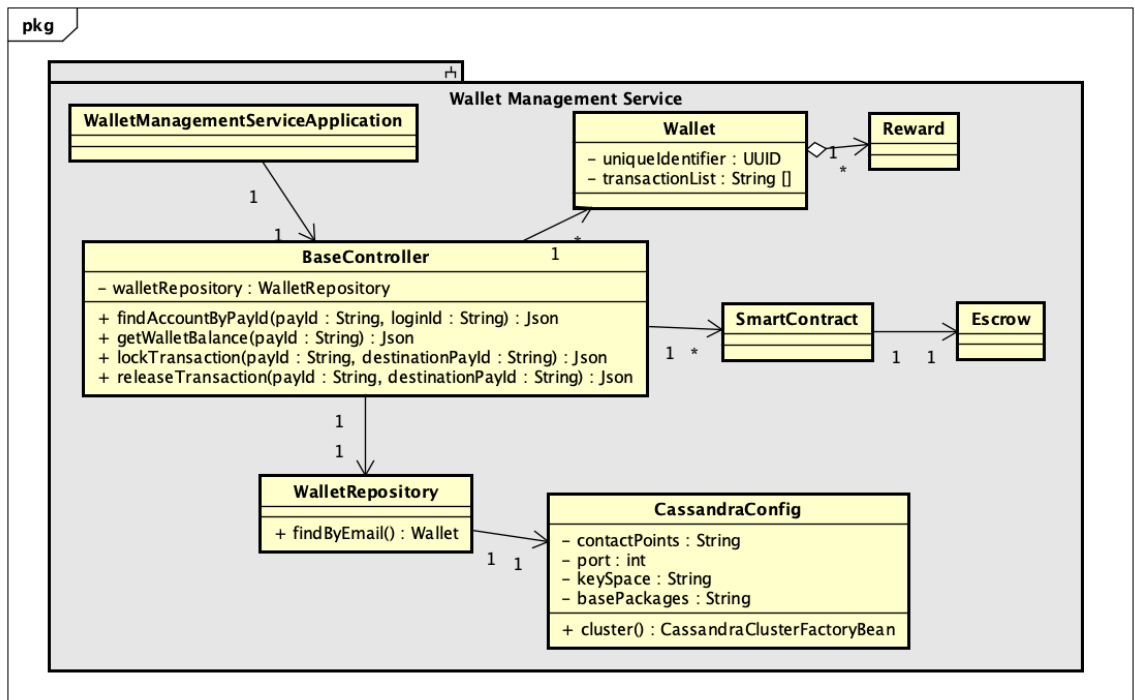 pkg
Wallet Management Service
WalletManagementServiceApplication
Wallet
- uniqueIdentifier : UUID
- transactionList : String []
Reward
1
*
1
1
1
*
BaseController
- walletRepository : WalletRepository
+ findAccountByPayId(payId : String, loginId : String) : Json
+ getWalletBalance(payId : String) : Json
+ lockTransaction(payId : String, destinationPayId : String) : Json
+ releaseTransaction(payId : String, destinationPayId : String) : Json
SmartContract
Escrow
1 *
1 1
1
1
WalletRepository
+ findByEmail() : Wallet
1 1
CassandraConfig
- contactPoints : String
- port : int
- keySpace : String
- basePackages : String
+ cluster() : CassandraClusterFactoryBean